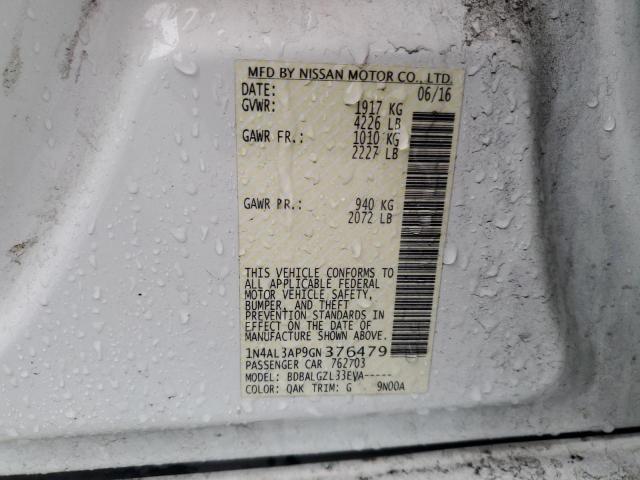 MFD BY NISSAN MOTOR CO., LTD.
DATE: 06/16
GVWR: 1917 KG
4226 LB
GAWR FR.: 1010 KG
2227 LB
GAWR RR.: 940 KG
2072 LB
THIS VEHICLE CONFORMS TO
ALL APPLICABLE FEDERAL
MOTOR VEHICLE SAFETY,
BUMPER, AND THEFT
PREVENTION STANDARDS
IN EFFECT ON THE DATE OF
MANUFACTURE SHOWN ABOVE.
1N4AL3AP9GN376479
PASSENGER CAR 762703
MODEL: BDBALGZL33EVA-----
COLOR: QAK TRIM: G 9N00A